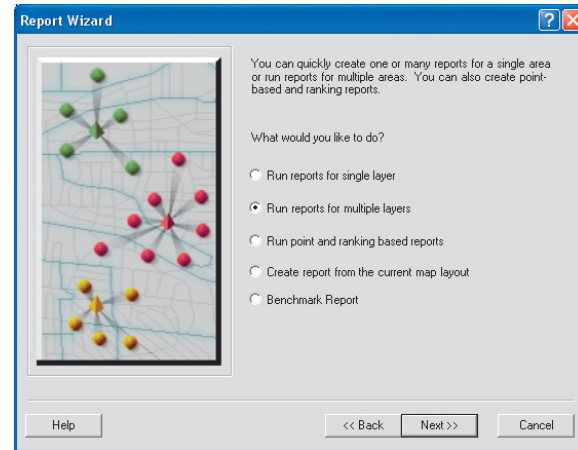 Report Wizard
You can quickly create one or many reports for a single area
or run reports for multiple areas. You can also create point-
based and ranking reports.
What would you like to do?
Run reports for single layer
Run reports for multiple layers
Run point and ranking based reports
Create report from the current map layout
Benchmark Report
Help
<< Back
Next >>
Cancel